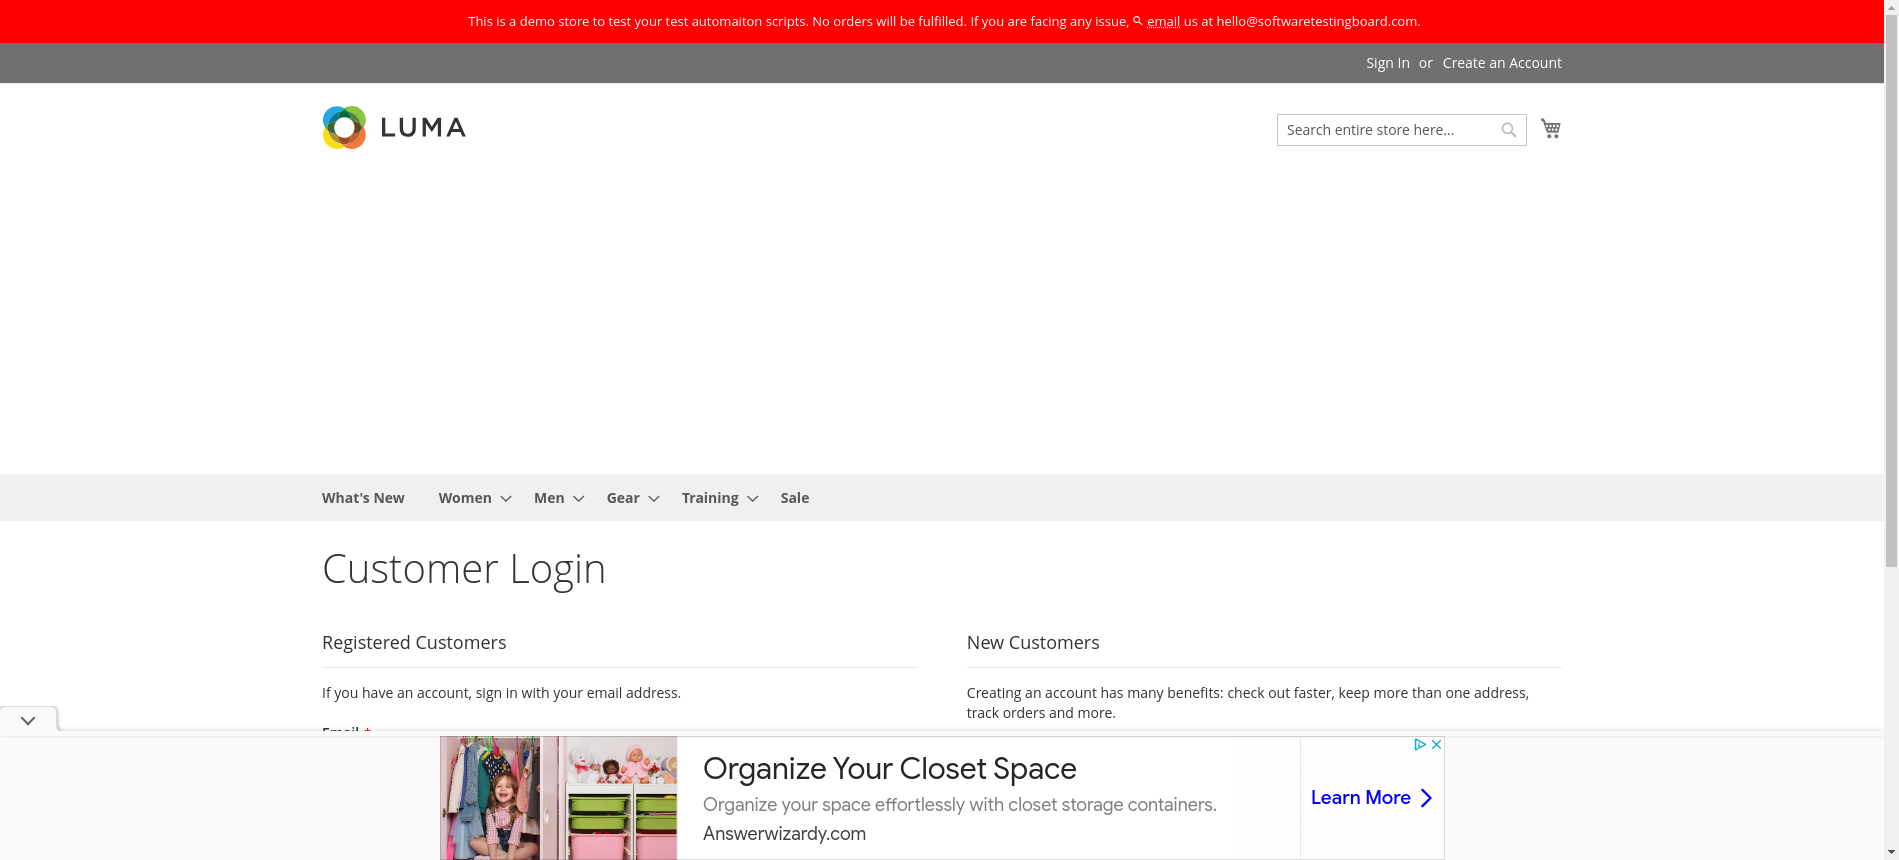 This is a demo store to test your test automaiton scripts. No orders will be fulfilled. If you are facing any issue, email us at hello@softwaretestingboard.com.
Sign In or Create an Account
LUMA
Search entire store here...
What's New Women Men Gear Training Sale
Customer Login
Registered Customers
If you have an account, sign in with your email address.
Email *
New Customers
Creating an account has many benefits: check out faster, keep more than one address,
track orders and more.
Organize Your Closet Space
Organize your space effortlessly with closet storage containers.
Answerwizardy.com
Learn More